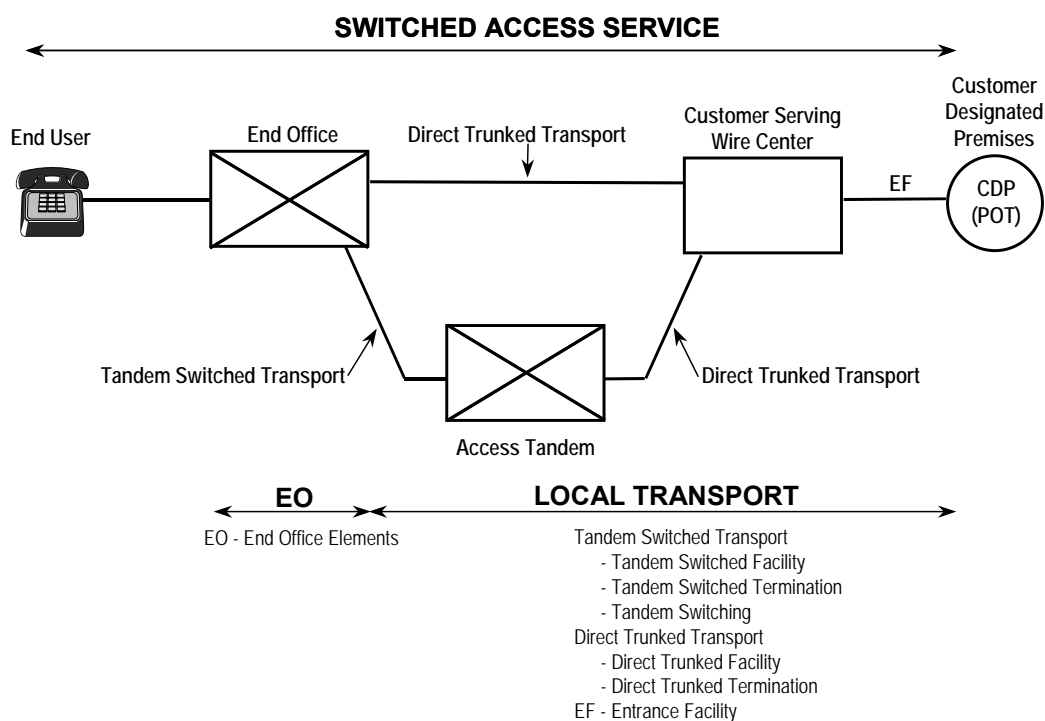 SWITCHED ACCESS SERVICE
Customer
Designated
Premises
End User
End Office
Direct Trunked Transport
Customer Serving
Wire Center
EF
CDP
(POT)
Tandem Switched Transport
Direct Trunked Transport
Access Tandem
EO
LOCAL TRANSPORT
EO - End Office Elements
Tandem Switched Transport
- Tandem Switched Facility
- Tandem Switched Termination
- Tandem Switching
Direct Trunked Transport
- Direct Trunked Facility
- Direct Trunked Termination
EF - Entrance Facility